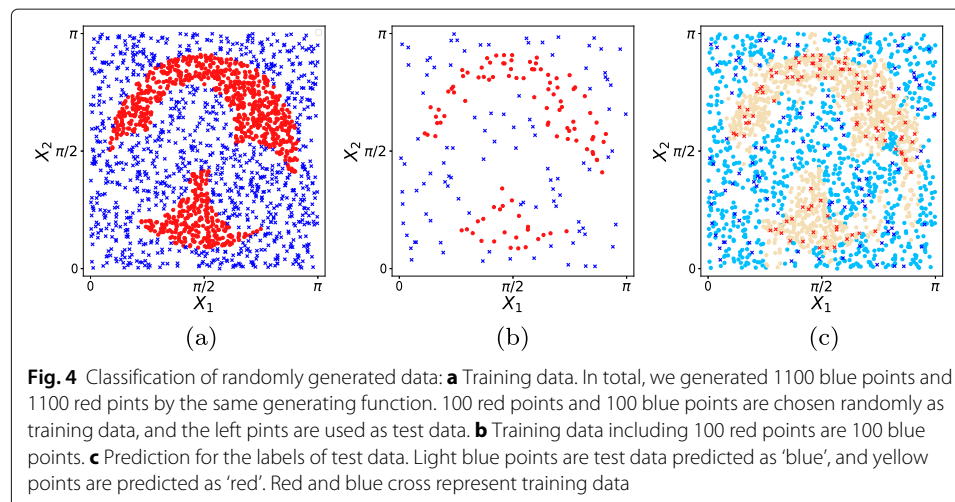 π
X₂ π/2
0
0 π/2 π
X₁
(a)
π
X₂ π/2
0
0 π/2 π
X₁
(b)
π
X₂ π/2
0
0 π/2 π
X₁
(c)
Fig. 4 Classification of randomly generated data: a Training data. In total, we generated 1100 blue points and
1100 red pints by the same generating function. 100 red points and 100 blue points are chosen randomly as
training data, and the left pints are used as test data. b Training data including 100 red points are 100 blue
points. c Prediction for the labels of test data. Light blue points are test data predicted as ‘blue’, and yellow
points are predicted as ‘red’. Red and blue cross represent training data